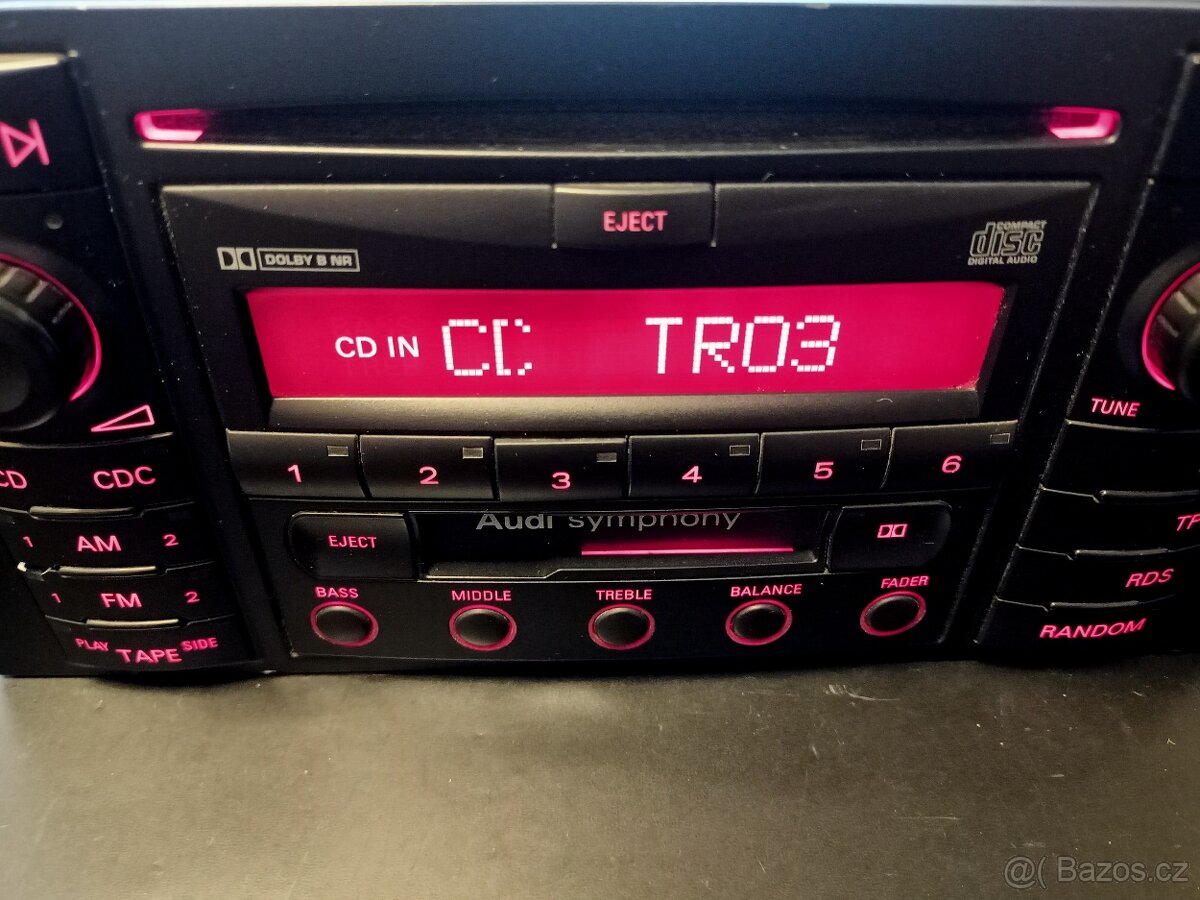 EJECT
DOLBY B NR
COMPACT
disc
DIGITAL AUDIO
CD IN CD TR03
TUNE
1 2 3 4 5 6
CD CDC
Audi symphony
EJECT
1 AM 2
TP
BASS MIDDLE TREBLE BALANCE FADER
RDS
1 FM 2
RANDOM
PLAY TAPE SIDE
@( Bazos.cz